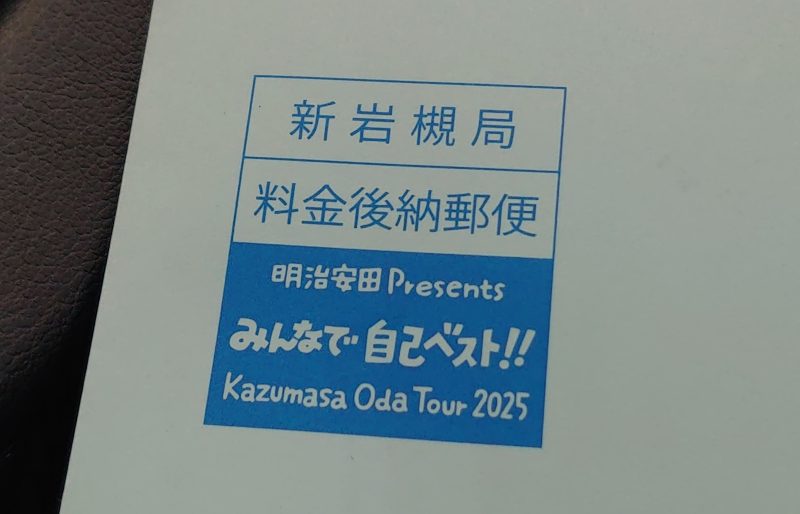 新岩槻局
料金後納郵便
明治安田 Presents
みんなで 自己ベスト!!
Kazumasa Oda Tour 2025